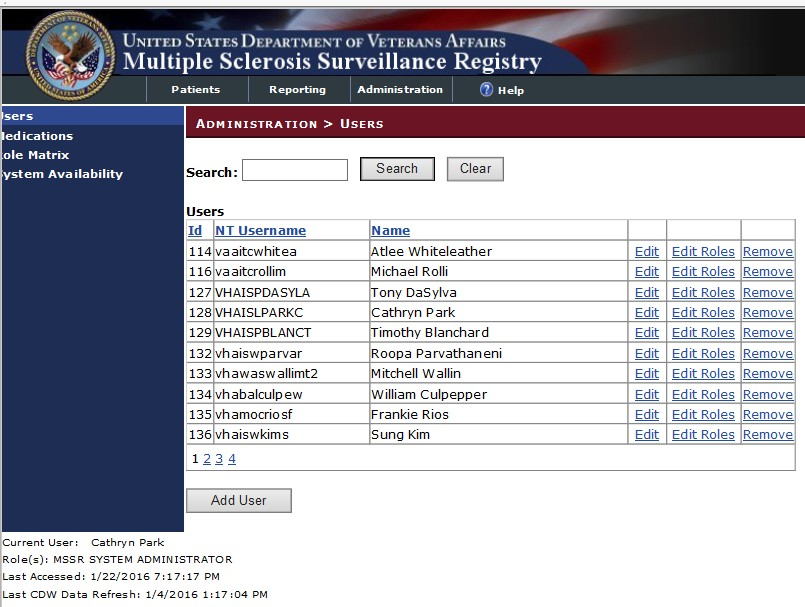 UNITED STATES DEPARTMENT OF VETERANS AFFAIRS
Multiple Sclerosis Surveillance Registry
Patients Reporting Administration ? Help
sers
edications
ole Matrix
ystem Availability
ADMINISTRATION > USERS
Search: Search Clear
Users
Id NT Username Name
114 vaaitcwhitea Atlee Whiteleather Edit Edit Roles Remove
116 vaaitcrollim Michael Rolli Edit Edit Roles Remove
127 VHAISPDASYLA Tony DaSylva Edit Edit Roles Remove
128 VHAISLPARKC Cathryn Park Edit Edit Roles Remove
129 VHAISPBLANCT Timothy Blanchard Edit Edit Roles Remove
132 vhaiswparvar Roopa Parvathaneni Edit Edit Roles Remove
133 vhawaswallimt2 Mitchell Wallin Edit Edit Roles Remove
134 vhabalculpew William Culpepper Edit Edit Roles Remove
135 vhamocriosf Frankie Rios Edit Edit Roles Remove
136 vhaiswkims Sung Kim Edit Edit Roles Remove
1 2 3 4
Add User
Current User: Cathryn Park
Role(s): MSSR SYSTEM ADMINISTRATOR
Last Accessed: 1/22/2016 7:17:17 PM
Last CDW Data Refresh: 1/4/2016 1:17:04 PM